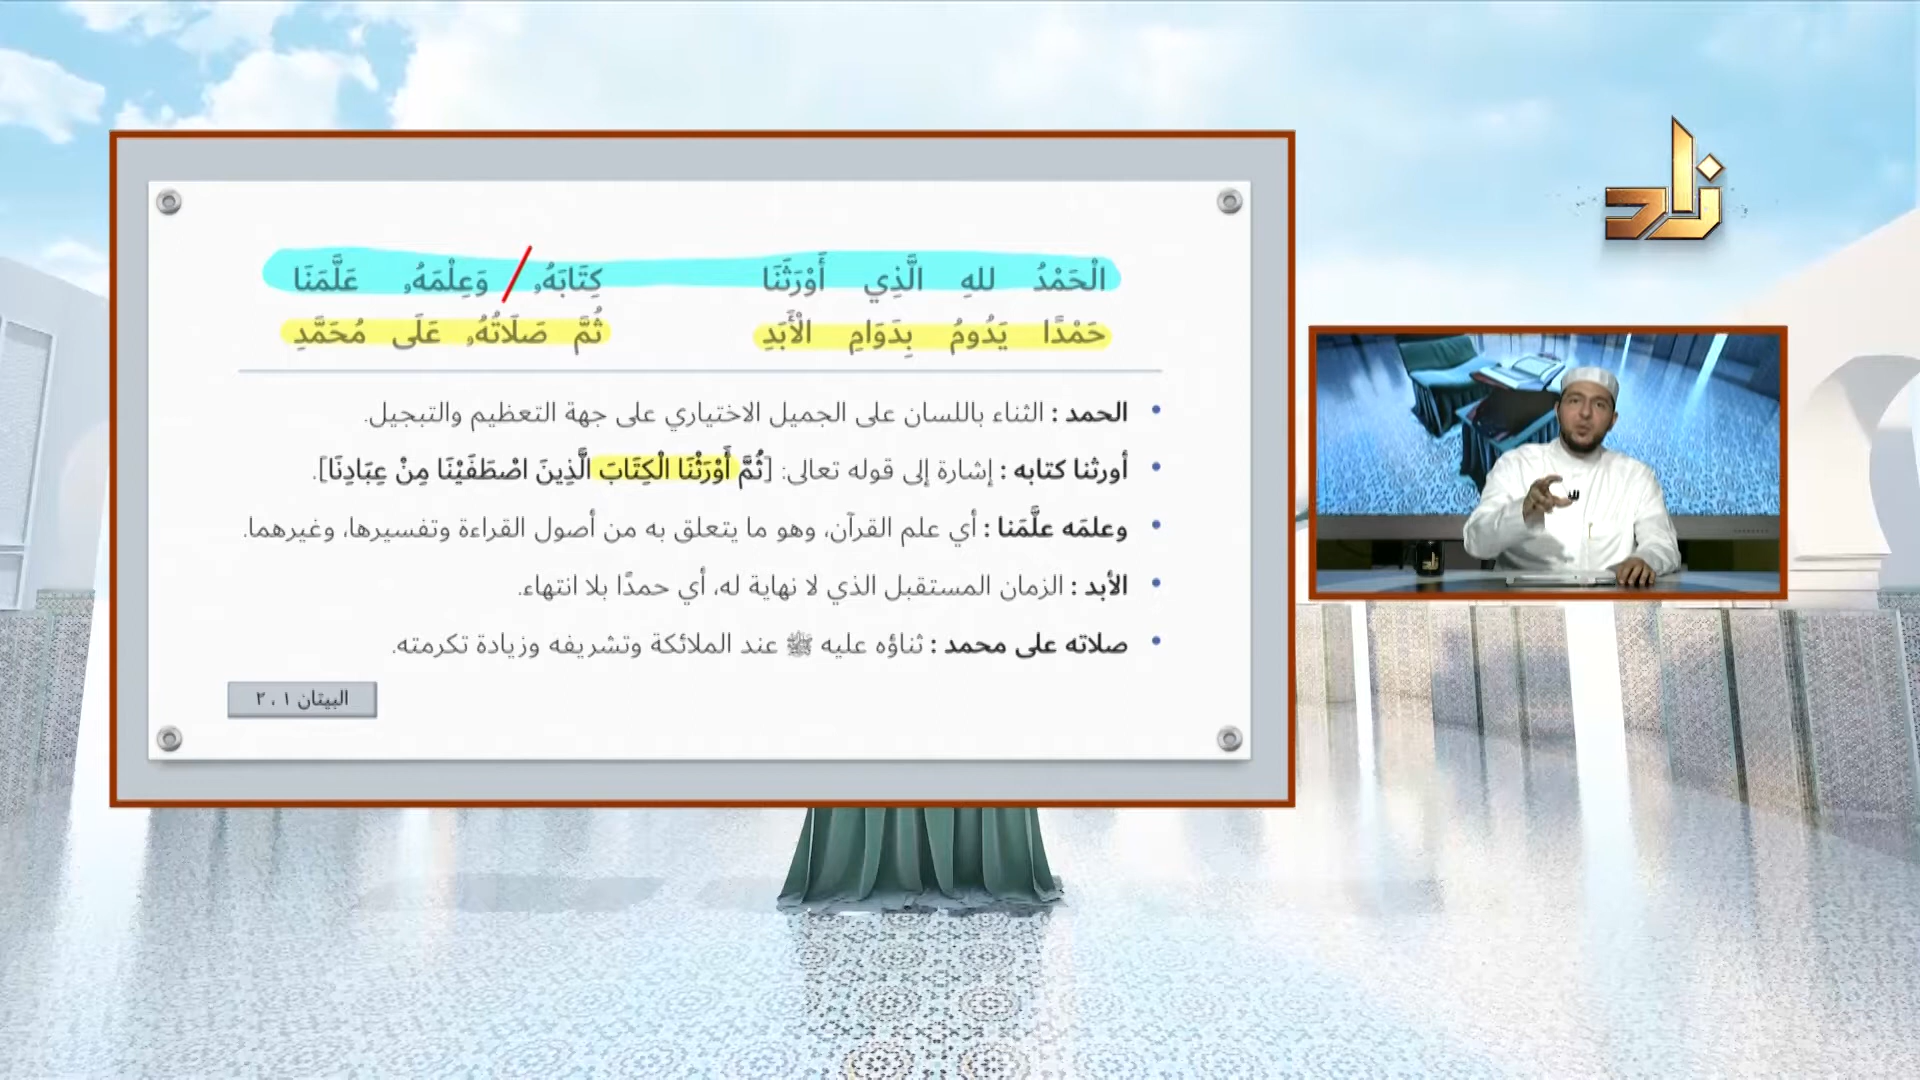 الْحَمْدُ للهِ الَّذِي أَوْرَثَنَا كِتَابَهُۥ وَعِلْمَهُۥ عَلَّمَنَا
حَمْدًا يَدُومُ بِدَوَامِ الْأَبَدِ ثُمَّ صَلَاتُهُۥ عَلَى مُحَمَّدِ
• الحمد : الثناء باللسان على الجميل الاختياري على جهة التعظيم والتبجيل.
• أورثنا كتابه : إشارة إلى قوله تعالى: [ثُمَّ أَوْرَثْنَا الْكِتَابَ الَّذِينَ اصْطَفَيْنَا مِنْ عِبَادِنَا].
• وعلمَه علَّمَنا : أي علم القرآن، وهو ما يتعلق به من أصول القراءة وتفسيرها، وغيرهما.
• الأبد : الزمان المستقبل الذي لا نهاية له، أي حمدًا بلا انتهاء.
• صلاته على محمد : ثناؤه عليه ﷺ عند الملائكة وتشريفه وزيادة تكرمته.
البيتان ١ ، ٢
زاد